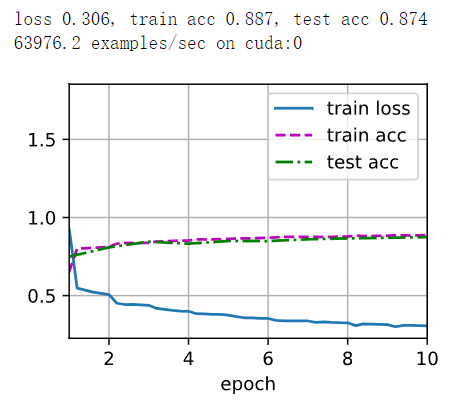 loss 0.306, train acc 0.887, test acc 0.874
63976.2 examples/sec on cuda:0
train loss
train acc
test acc
1.5
1.0
0.5
2 4 6 8 10
epoch